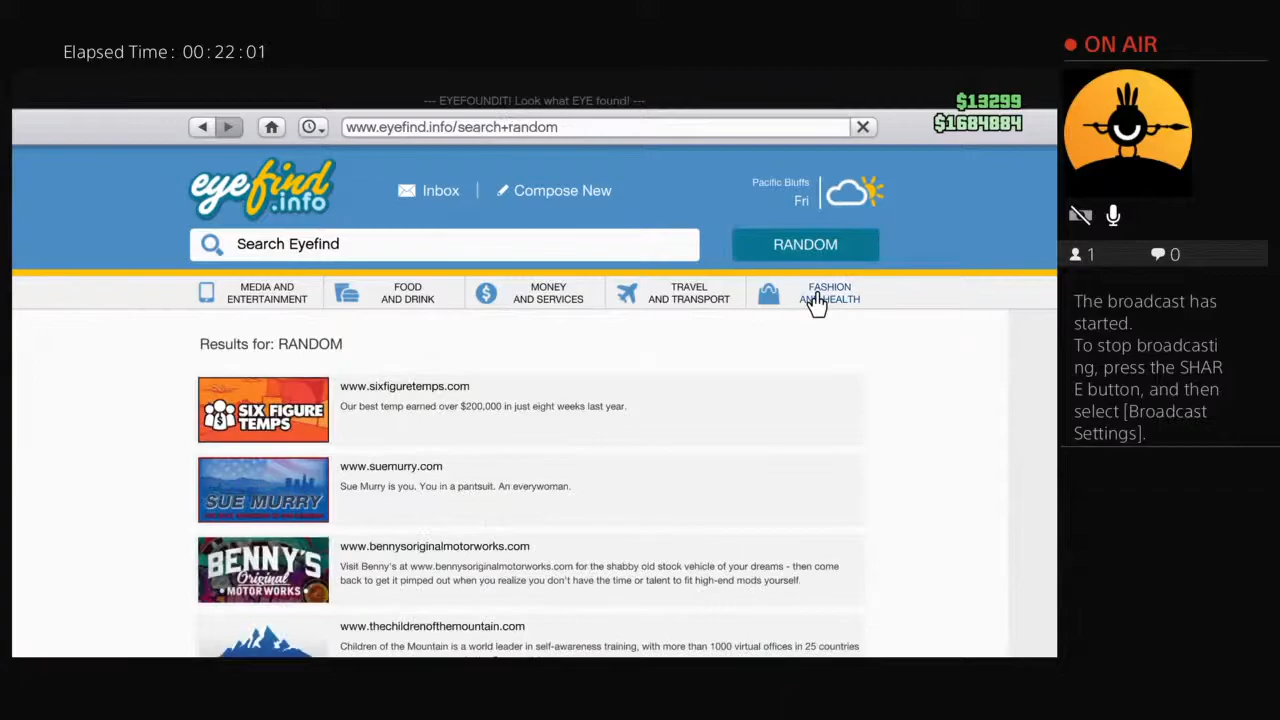 Elapsed Time: 00:22:01
ON AIR
--- EYEFOUNDIT! Look what EYE found! ---
$13299
$1684884
www.eyefind.info/search+random
eyefind
.info
Inbox
Compose New
Pacific Bluffs
Fri
Search Eyefind
RANDOM
MEDIA AND
ENTERTAINMENT
FOOD
AND DRINK
MONEY
AND SERVICES
TRAVEL
AND TRANSPORT
FASHION
AND HEALTH
1
0
The broadcast has
started.
To stop broadcasti
ng, press the SHAR
E button, and then
select [Broadcast
Settings].
Results for: RANDOM
SIX FIGURE
TEMPS
www.sixfiguretemps.com
Our best temp earned over $200,000 in just eight weeks last year.
SUE MURRY
www.suemurry.com
Sue Murry is you. You in a pantsuit. An everywoman.
BENNY'S
Original
MOTORWORKS
www.bennysoriginalmotorworks.com
Visit Benny's at www.bennysoriginalmotorworks.com for the shabby old stock vehicle of your dreams - then come
back to get it pimped out when you realize you don't have the time or talent to fit high-end mods yourself.
www.thechildrenofthemountain.com
Children of the Mountain is a world leader in self-awareness training, with more than 1000 virtual offices in 25 countries